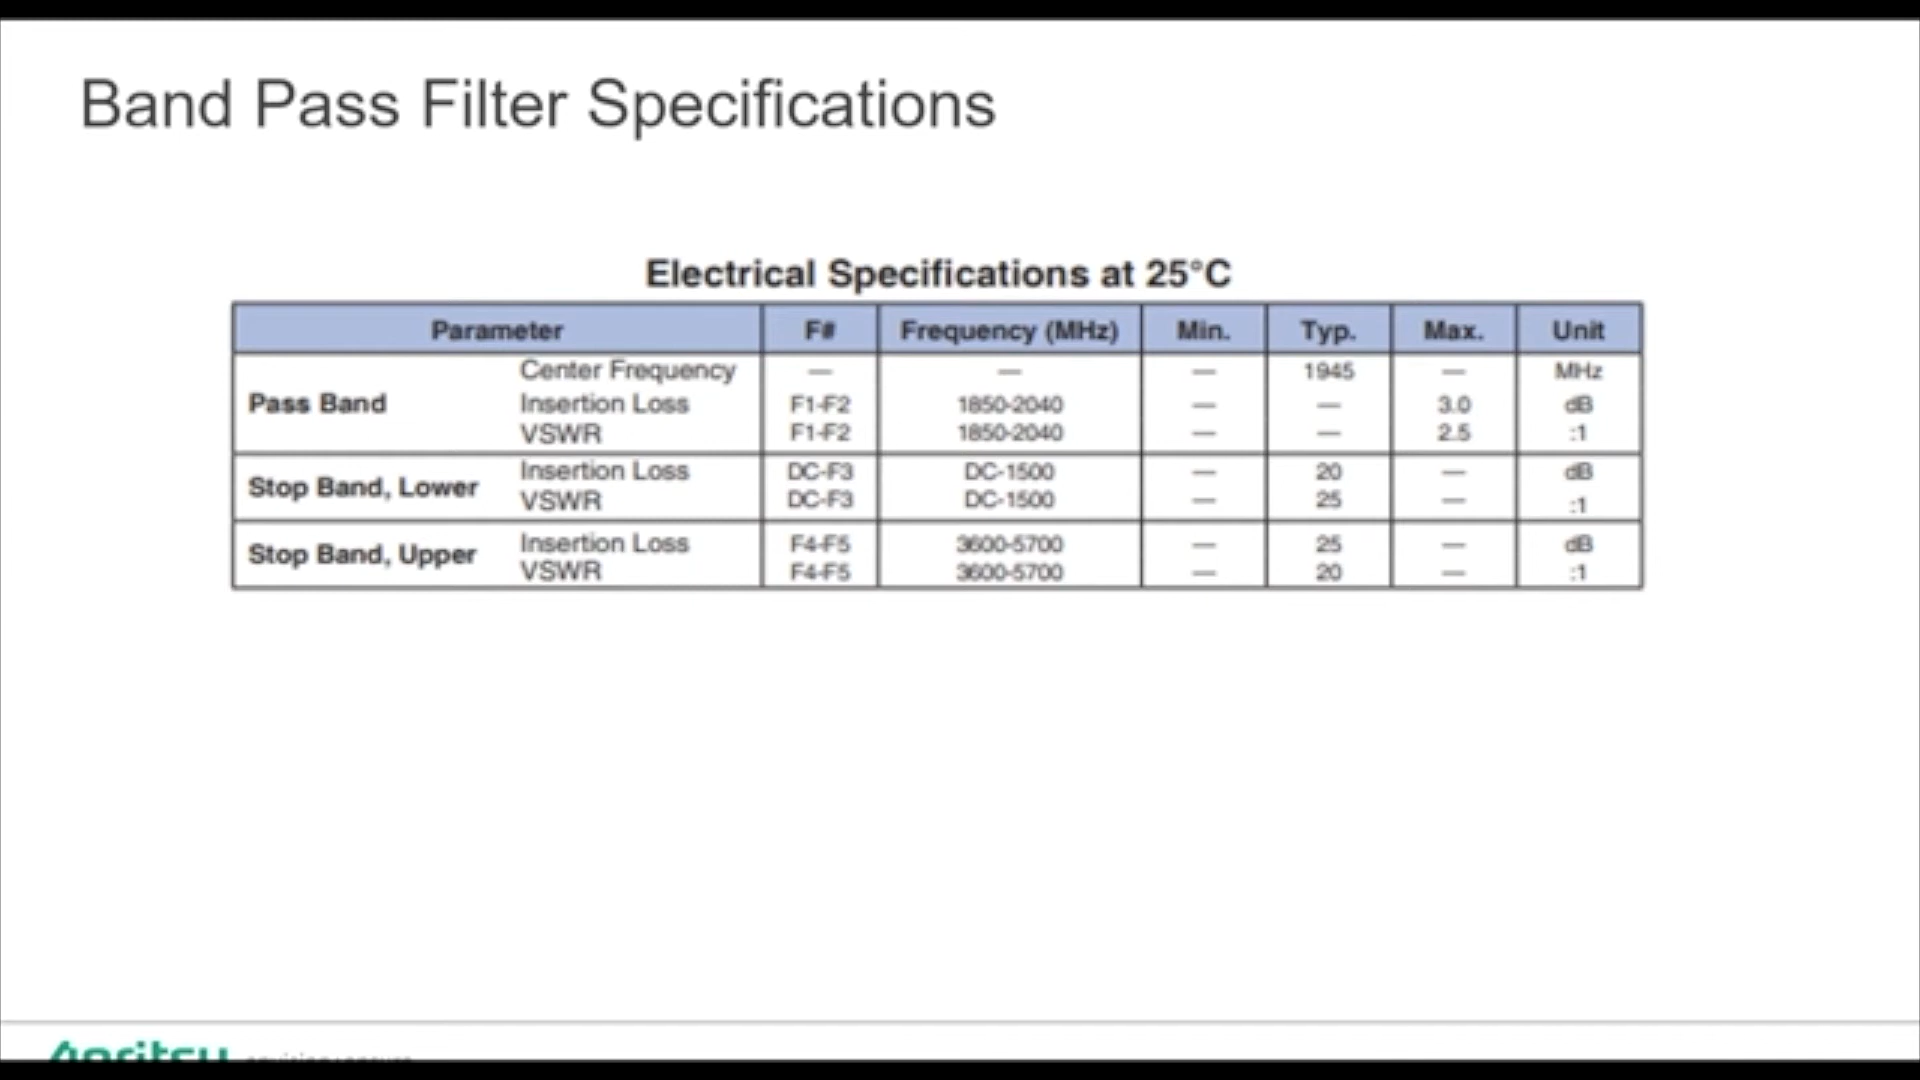 Band Pass Filter Specifications
Electrical Specifications at 25°C
Parameter F# Frequency (MHz) Min. Typ. Max. Unit
Center Frequency — — — 1945 — MHz
Pass Band Insertion Loss F1-F2 1850-2040 — — 3.0 dB
VSWR F1-F2 1850-2040 — — 2.5 :1
Stop Band, Lower Insertion Loss DC-F3 DC-1500 — 20 — dB
VSWR DC-F3 DC-1500 — 25 — :1
Stop Band, Upper Insertion Loss F4-F5 3600-5700 — 25 — dB
VSWR F4-F5 3600-5700 — 20 — :1
Anritsu